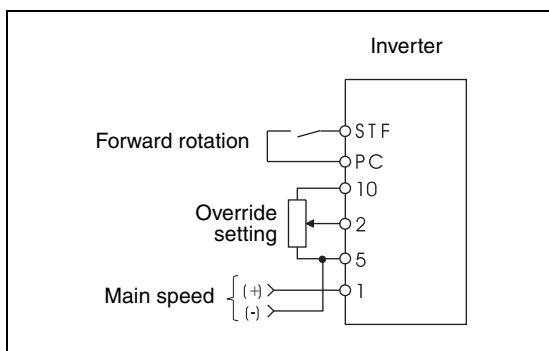 Inverter
STF
Forward rotation
PC
10
Override
setting
2
5
Main speed
(+)
1
(-)